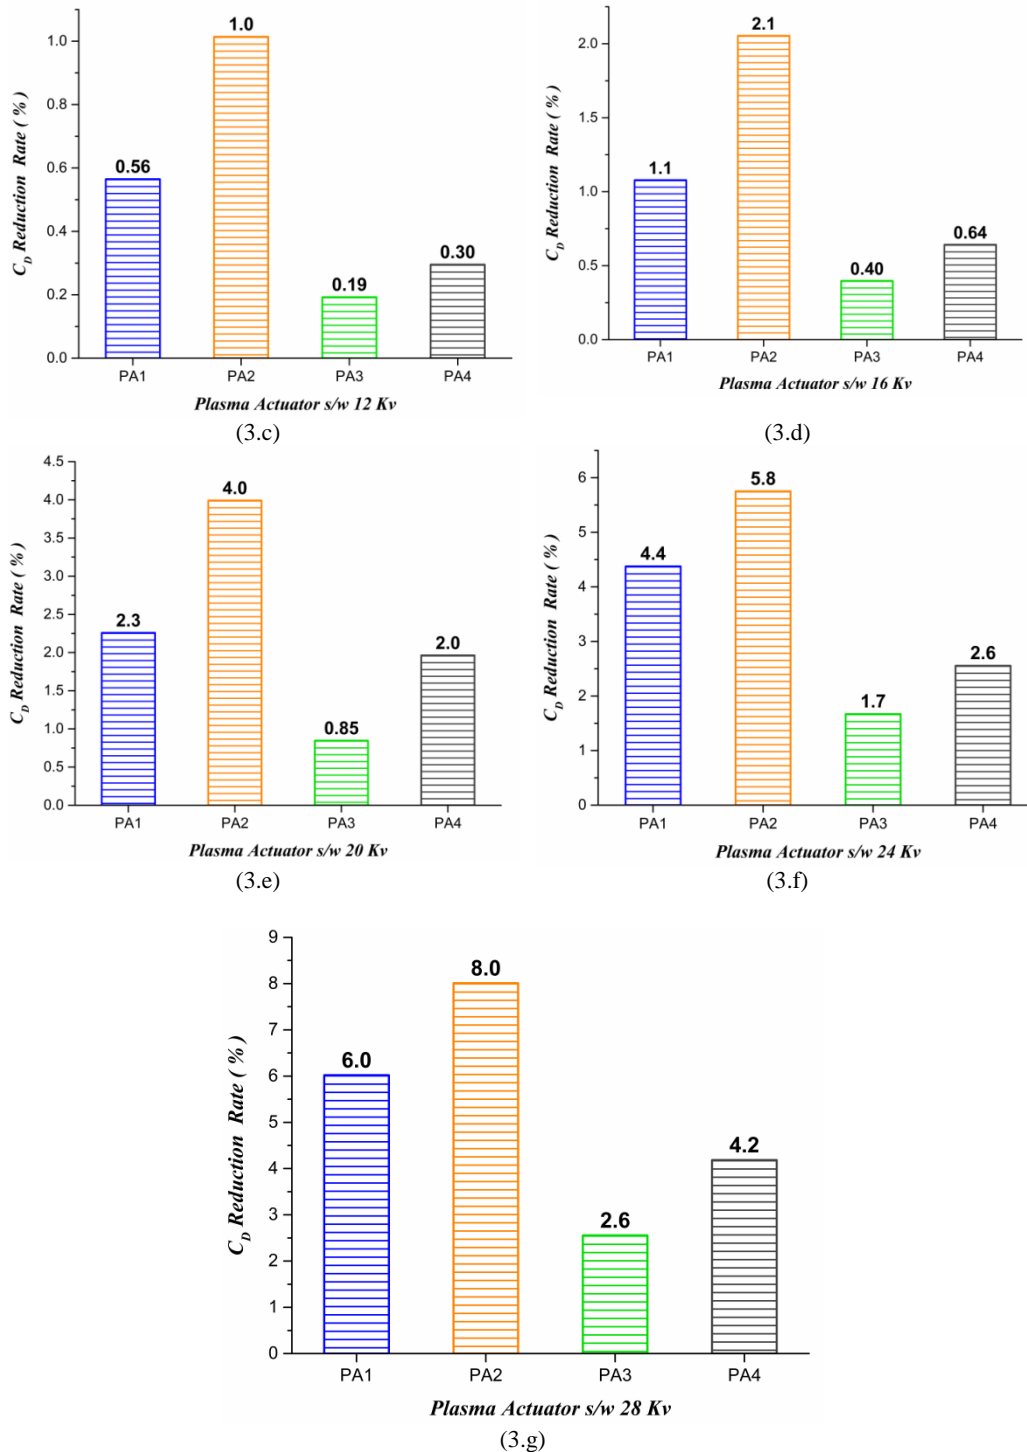 C_D Reduction Rate ( % )
1.0
0.8
0.6
0.4
0.2
0.0
0.56
1.0
0.19
0.30
PA1 PA2 PA3 PA4
Plasma Actuator s/w 12 Kv
(3.c)
C_D Reduction Rate ( % )
2.0
1.5
1.0
0.5
0.0
1.1
2.1
0.40
0.64
PA1 PA2 PA3 PA4
Plasma Actuator s/w 16 Kv
(3.d)
C_D Reduction Rate ( % )
4.5
4.0
3.5
3.0
2.5
2.0
1.5
1.0
0.5
0.0
2.3
4.0
0.85
2.0
PA1 PA2 PA3 PA4
Plasma Actuator s/w 20 Kv
(3.e)
C_D Reduction Rate ( % )
6
5
4
3
2
1
0
4.4
5.8
1.7
2.6
PA1 PA2 PA3 PA4
Plasma Actuator s/w 24 Kv
(3.f)
C_D Reduction Rate ( % )
9
8
7
6
5
4
3
2
1
0
6.0
8.0
2.6
4.2
PA1 PA2 PA3 PA4
Plasma Actuator s/w 28 Kv
(3.g)